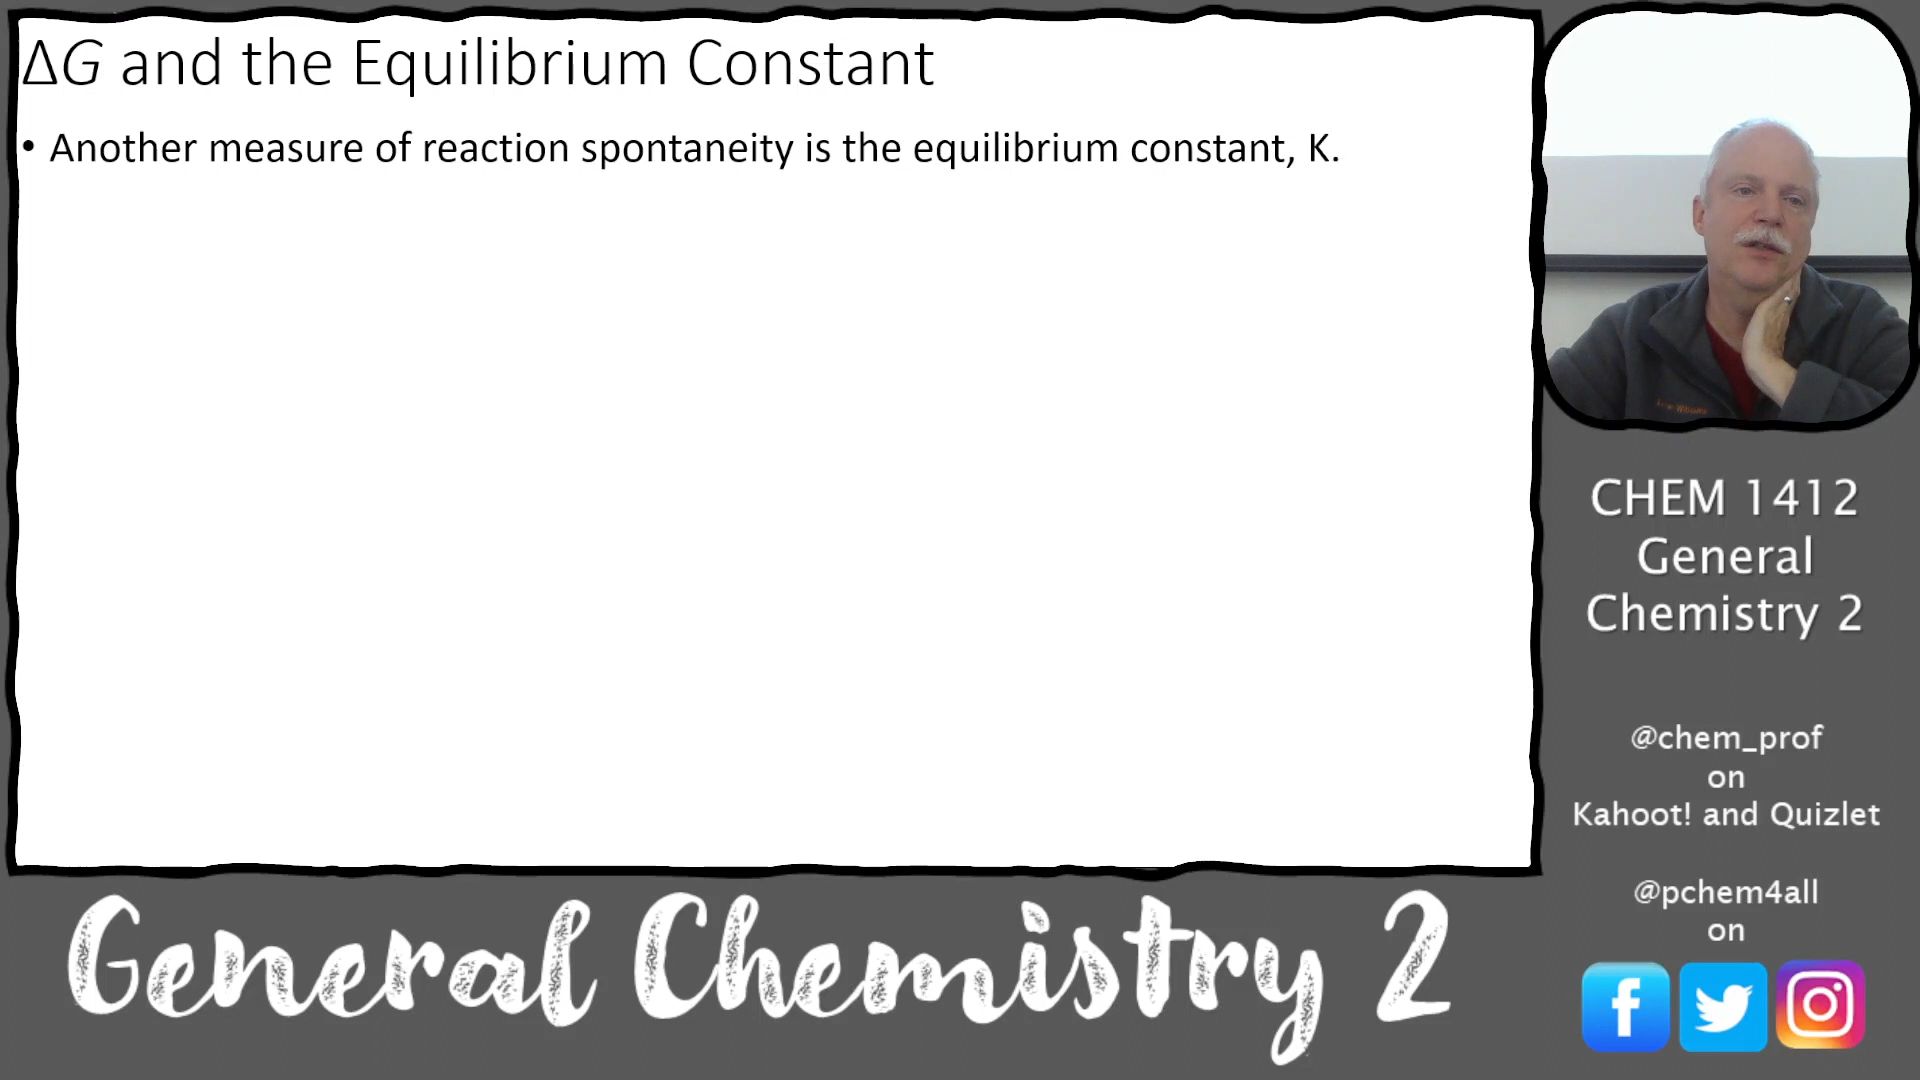 ΔG and the Equilibrium Constant
• Another measure of reaction spontaneity is the equilibrium constant, K.
CHEM 1412
General
Chemistry 2
@chem_prof
on
Kahoot! and Quizlet
@pchem4all
on
General Chemistry 2